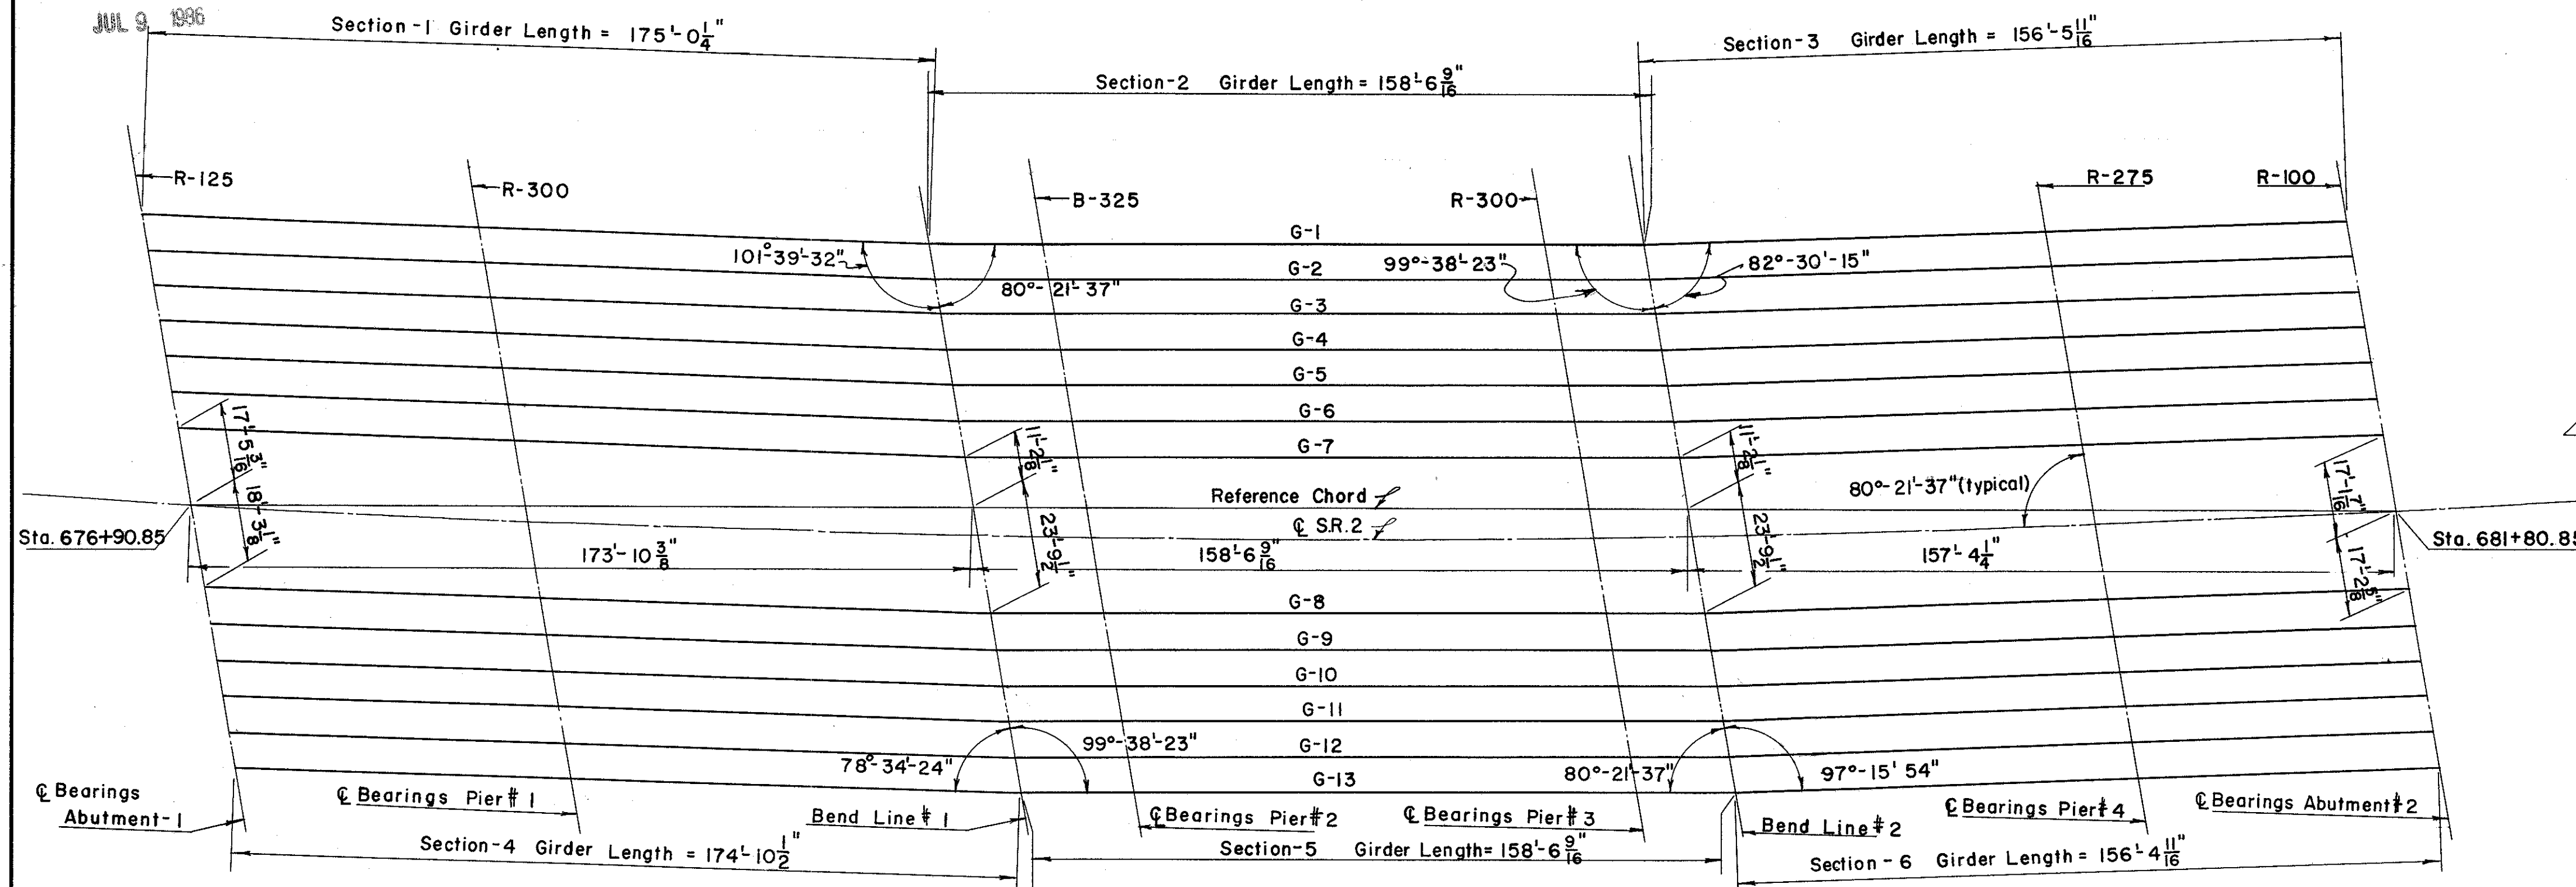 JUL 9 1986
Section-1 Girder Length = 175'-0 1/4"
Section-2 Girder Length = 158'-6 9/16"
Section-3 Girder Length = 156'-5 11/16"
R-125
R-300
B-325
R-300
R-275
R-100
G-1
101°-39'-32"
80°-21'-37"
99°-38'-23"
82°-30'-15"
G-2
G-3
G-4
G-5
G-6
G-7
17'-5 3/16"
18'-3 1/8"
11'-2 1/8"
23'-9 1/2"
11'-2 1/8"
23'-9 1/2"
17'-1 7/16"
17'-2 5/8"
80°-21'-37"(typical)
Reference Chord
℄ S.R.2
Sta. 676+90.85
Sta. 681+80.85
173'-10 3/8"
158'-6 9/16"
157'-4 1/4"
G-8
G-9
G-10
G-11
G-12
G-13
78°-34'-24"
99°-38'-23"
80°-21'-37"
97°-15' 54"
℄ Bearings
Abutment-1
℄ Bearings Pier # 1
Bend Line # 1
℄ Bearings Pier #2
℄ Bearings Pier #3
Bend Line #2
℄ Bearings Pier #4
℄ Bearings Abutment #2
Section-4 Girder Length = 174'-10 1/2"
Section-5 Girder Length = 158'-6 9/16"
Section - 6 Girder Length = 156'-4 11/16"